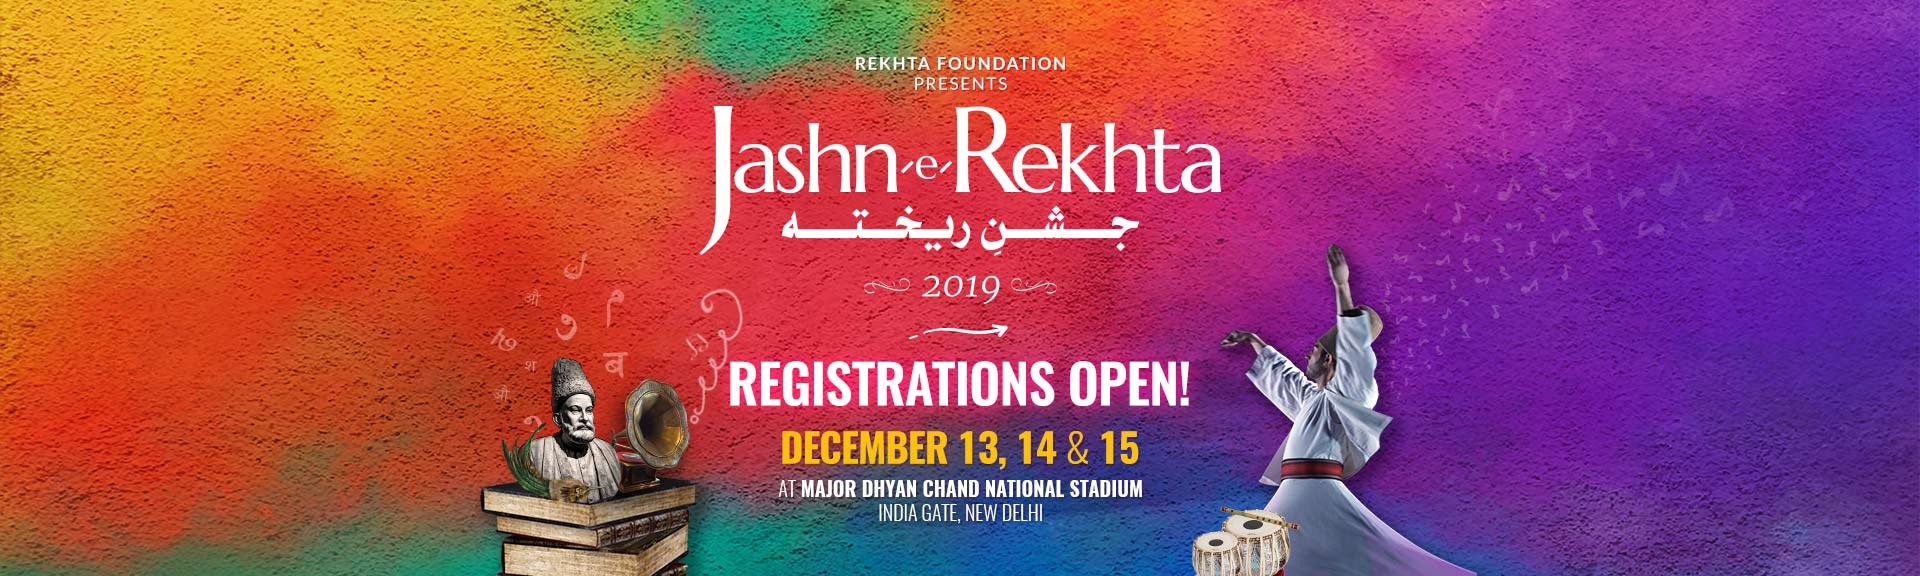 REKHTA FOUNDATION
PRESENTS
Jashn-e-Rekhta
جشنِ ریختہ
2019
REGISTRATIONS OPEN!
DECEMBER 13, 14 & 15
AT MAJOR DHYAN CHAND NATIONAL STADIUM
INDIA GATE, NEW DELHI